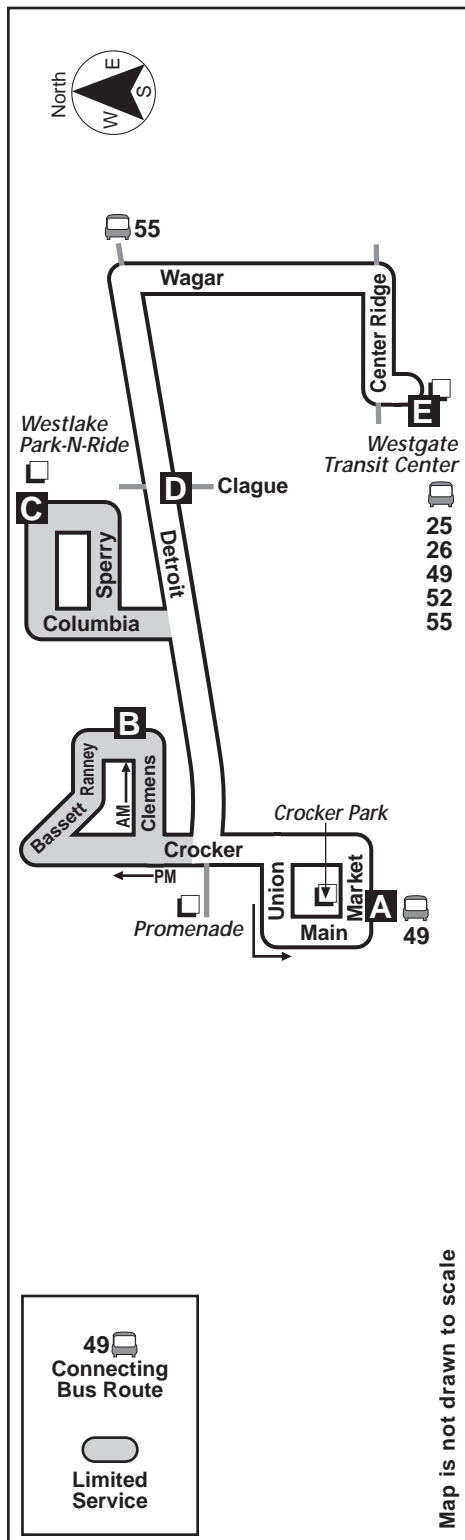 North
E
W
S
55
Wagar
Center Ridge
E
Westgate
Transit Center
25
26
49
52
55
Westlake
Park-N-Ride
C
D
Clague
Sperry
Detroit
Columbia
B
Ranney
Bassett
AM
Clemens
Crocker
PM
Promenade
Crocker Park
Union
Market
Main
A
49
49
Connecting
Bus Route
Limited
Service
Map is not drawn to scale